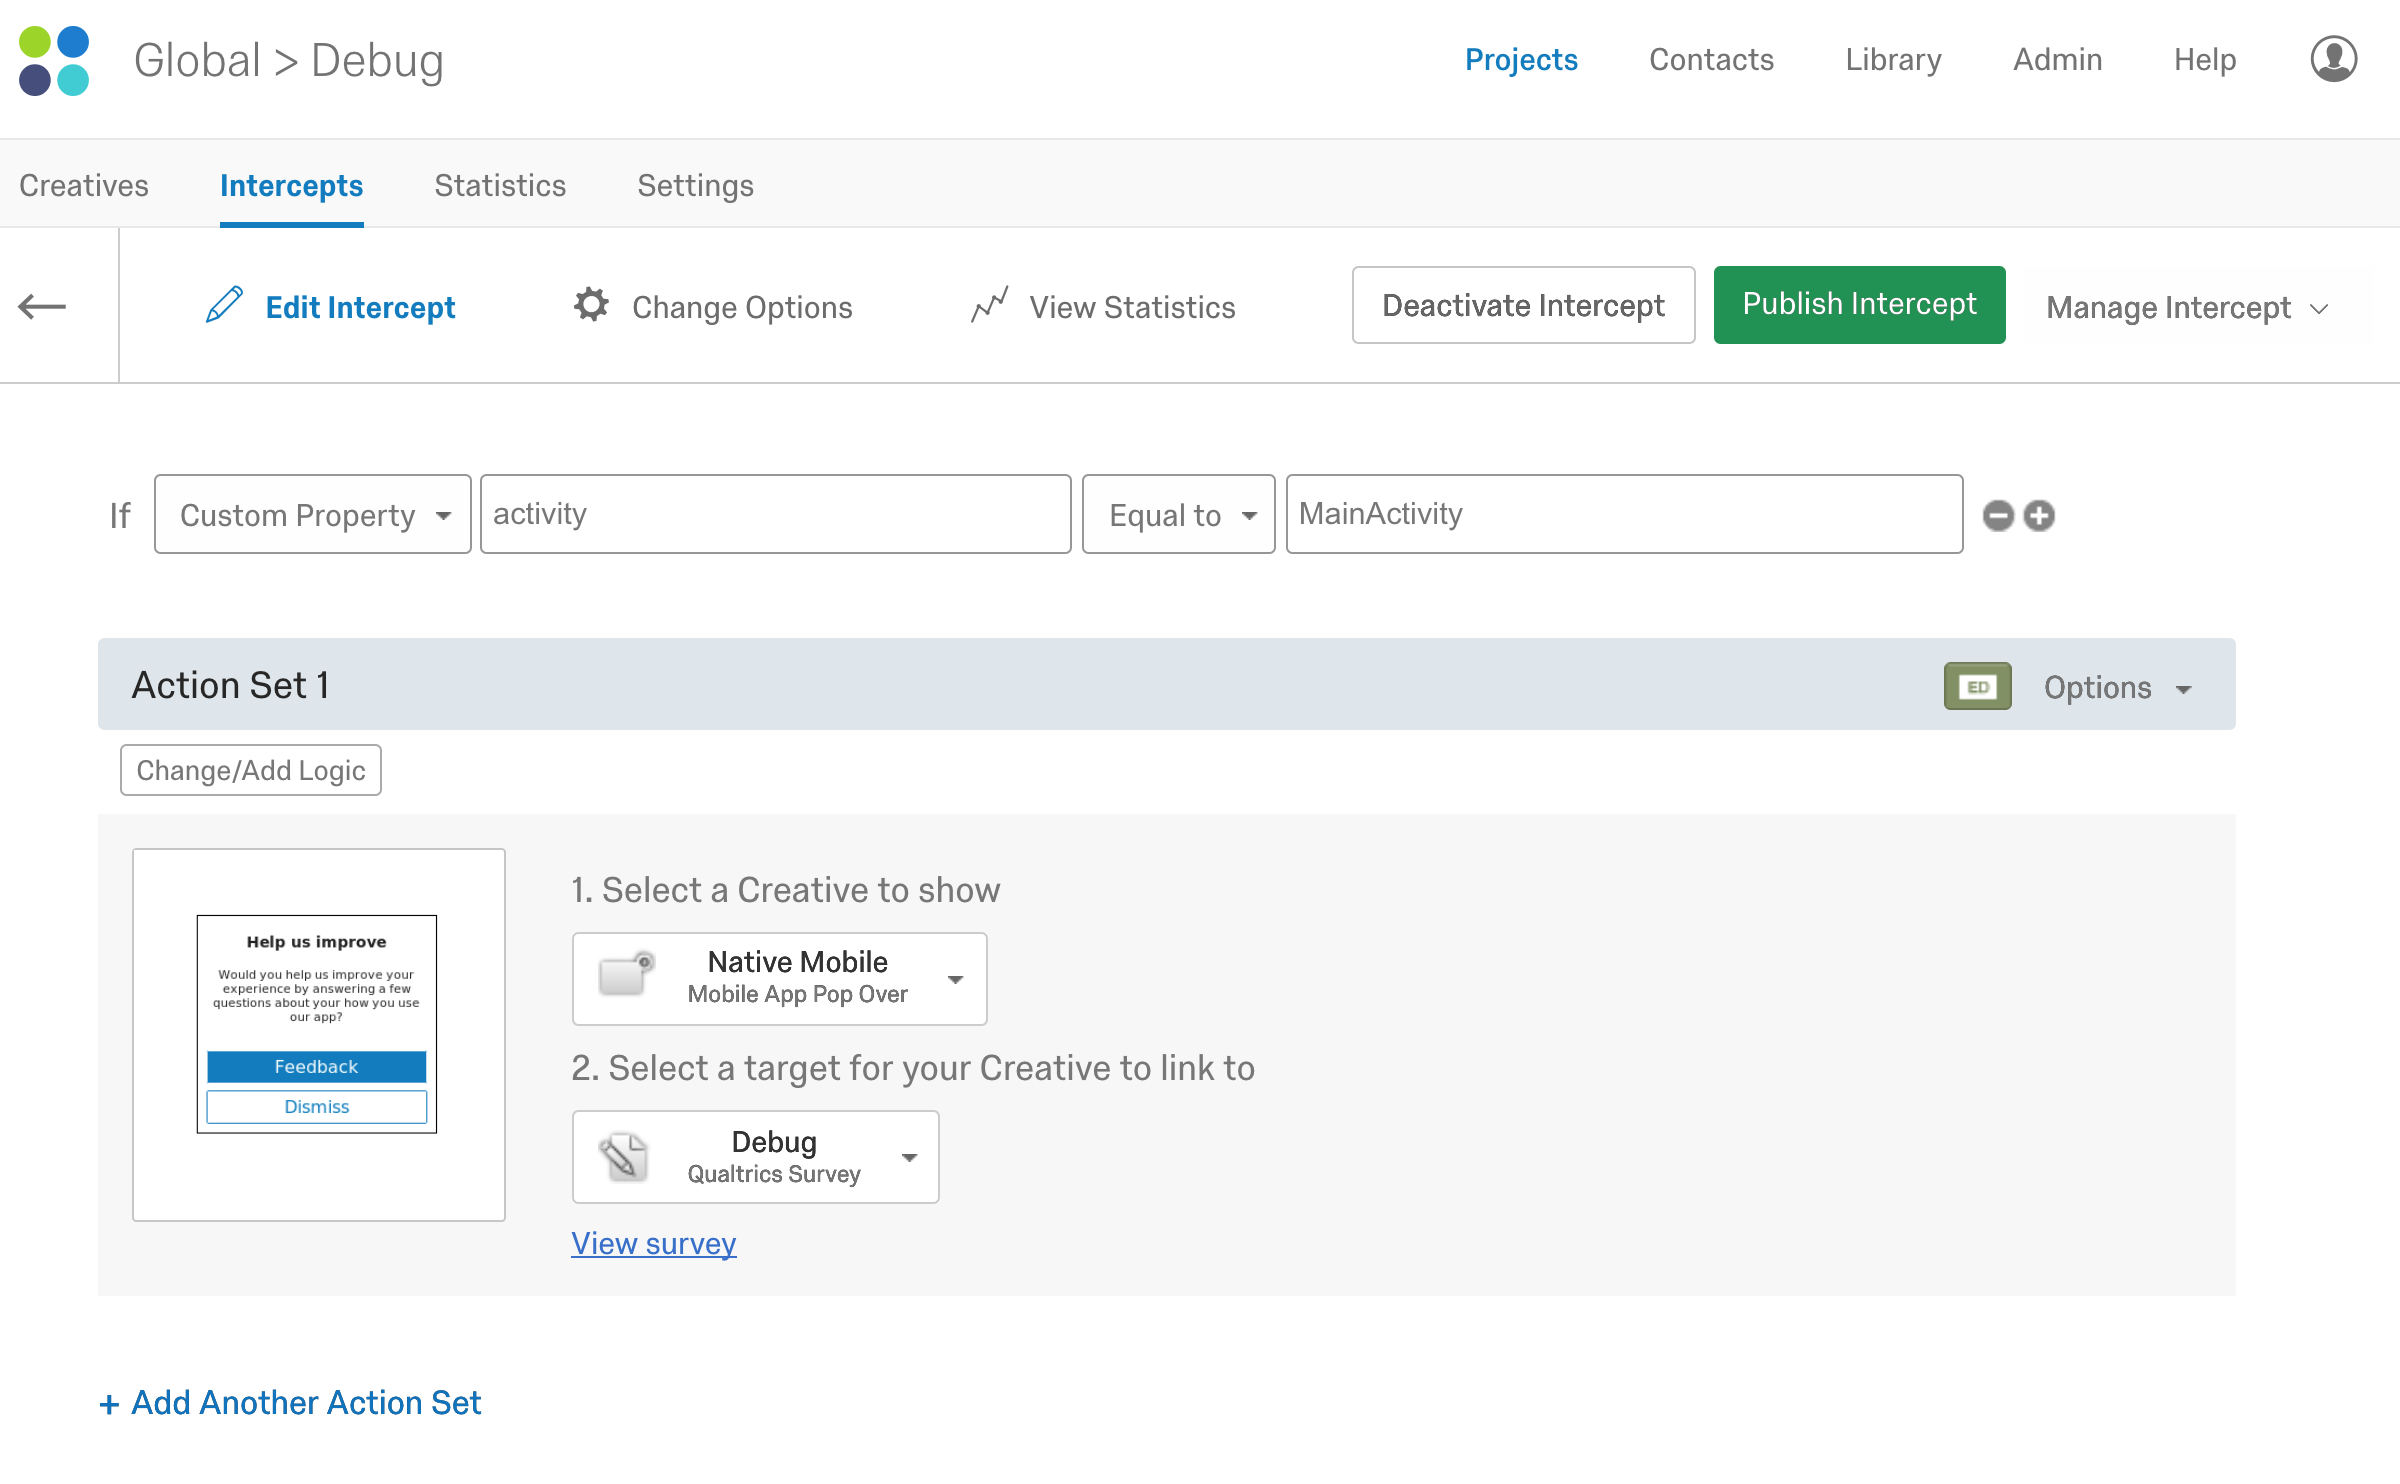 Global > Debug
Projects Contacts Library Admin Help
Creatives Intercepts Statistics Settings
Edit Intercept Change Options View Statistics Deactivate Intercept Publish Intercept Manage Intercept
If Custom Property activity Equal to MainActivity
Action Set 1 ED Options
Change/Add Logic
Help us improve
Would you help us improve your
experience by answering a few
questions about your how you use
our app?
Feedback
Dismiss
1. Select a Creative to show
Native Mobile
Mobile App Pop Over
2. Select a target for your Creative to link to
Debug
Qualtrics Survey
View survey
+ Add Another Action Set